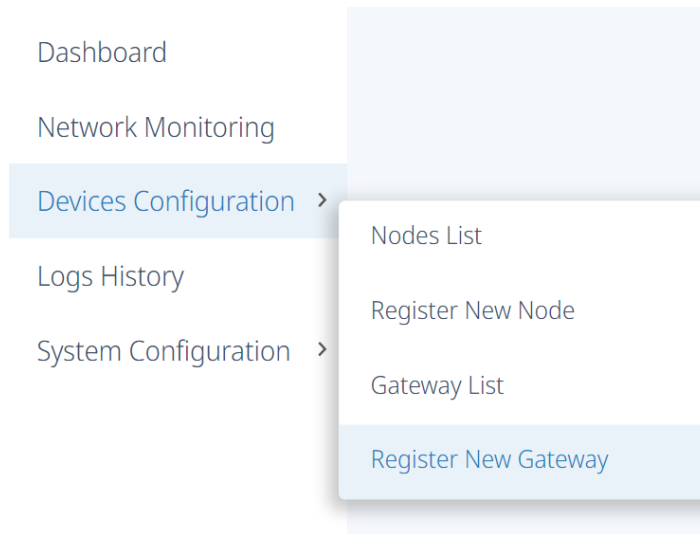 Dashboard
Network Monitoring
Devices Configuration
Logs History
System Configuration
Nodes List
Register New Node
Gateway List
Register New Gateway